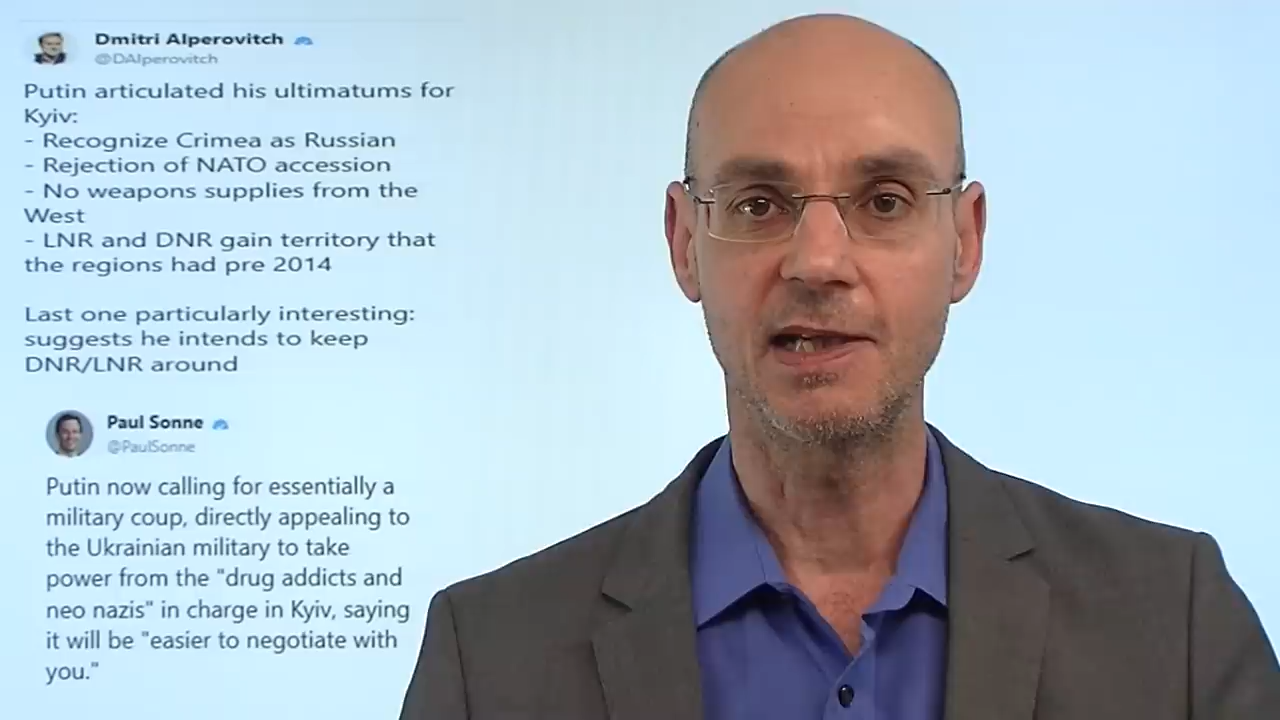 Dmitri Alperovitch
@DAlperovitch
Putin articulated his ultimatums for
Kyiv:
- Recognize Crimea as Russian
- Rejection of NATO accession
- No weapons supplies from the
West
- LNR and DNR gain territory that
the regions had pre 2014
Last one particularly interesting:
suggests he intends to keep
DNR/LNR around
Paul Sonne
@PaulSonne
Putin now calling for essentially a
military coup, directly appealing to
the Ukrainian military to take
power from the "drug addicts and
neo nazis" in charge in Kyiv, saying
it will be "easier to negotiate with
you."